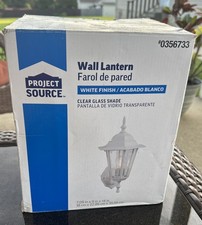 #0356733
Wall Lantern
Farol de pared
PROJECT
SOURCE
WHITE FINISH / ACABADO BLANCO
CLEAR GLASS SHADE
PANTALLA DE VIDRIO TRANSPARENTE